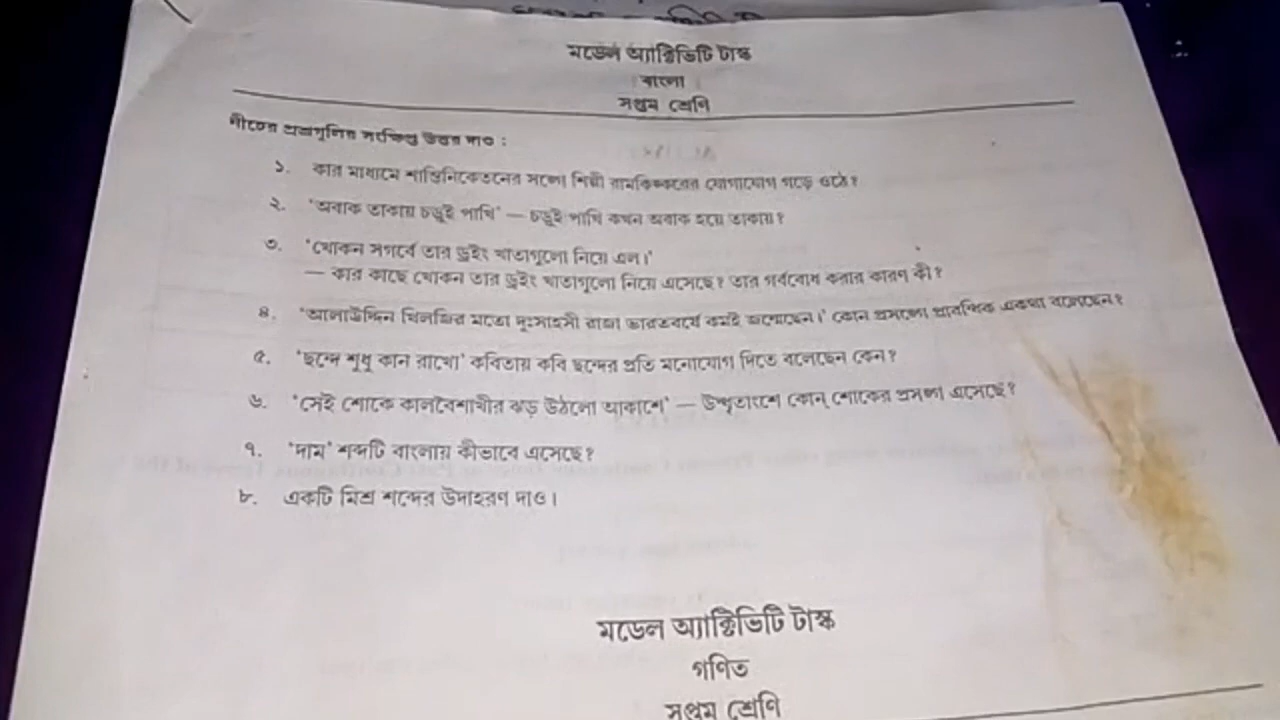 মডেল অ্যাক্টিভিটি টাস্ক
বাংলা
সপ্তম শ্রেণি
নীচের প্রশ্নগুলির সংক্ষিপ্ত উত্তর দাও :
১. কার মাধ্যমে শান্তিনিকেতনের সঙ্গে শিল্পী রামকিঙ্করের যোগাযোগ গড়ে ওঠে?
২. 'অবাক তাকায় চড়ুই পাখি' — চড়ুই পাখি কখন অবাক হয়ে তাকায়?
৩. 'খোকন সগর্বে তার ড্রইং খাতাগুলো নিয়ে এল।'
— কার কাছে খোকন তার ড্রইং খাতাগুলো নিয়ে এসেছে? তার গর্ববোধ করার কারণ কী?
৪. 'আলাউদ্দিন খিলজির মতো দুঃসাহসী রাজা ভারতবর্ষে কমই জন্মেছেন।' কোন প্রসঙ্গে প্রাবন্ধিক একথা বলেছেন?
৫. 'ছন্দে শুধু কান রাখো' কবিতায় কবি ছন্দের প্রতি মনোযোগ দিতে বলেছেন কেন?
৬. 'সেই শোকে কালবৈশাখীর ঝড় উঠলো আকাশে' — উদ্ধৃতাংশে কোন্ শোকের প্রসঙ্গ এসেছে?
৭. 'দাম' শব্দটি বাংলায় কীভাবে এসেছে?
৮. একটি মিশ্র শব্দের উদাহরণ দাও।
মডেল অ্যাক্টিভিটি টাস্ক
গণিত
সপ্তম শ্রেণি